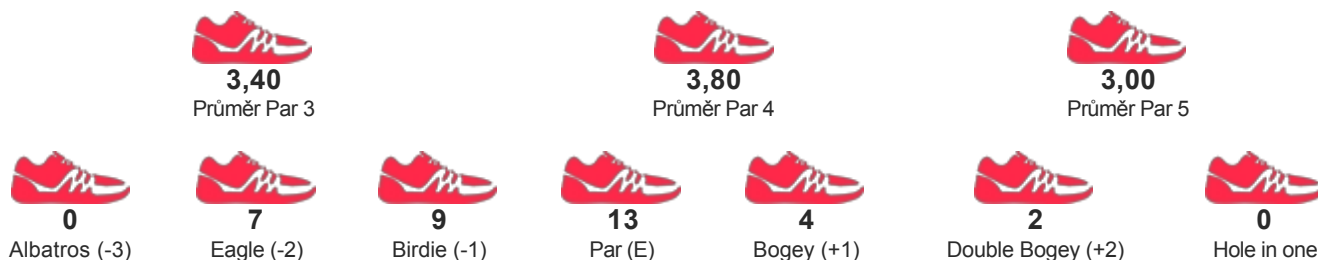 3,40
Průměr Par 3
3,80
Průměr Par 4
3,00
Průměr Par 5
0
Albatros (-3)
7
Eagle (-2)
9
Birdie (-1)
13
Par (E)
4
Bogey (+1)
2
Double Bogey (+2)
0
Hole in one